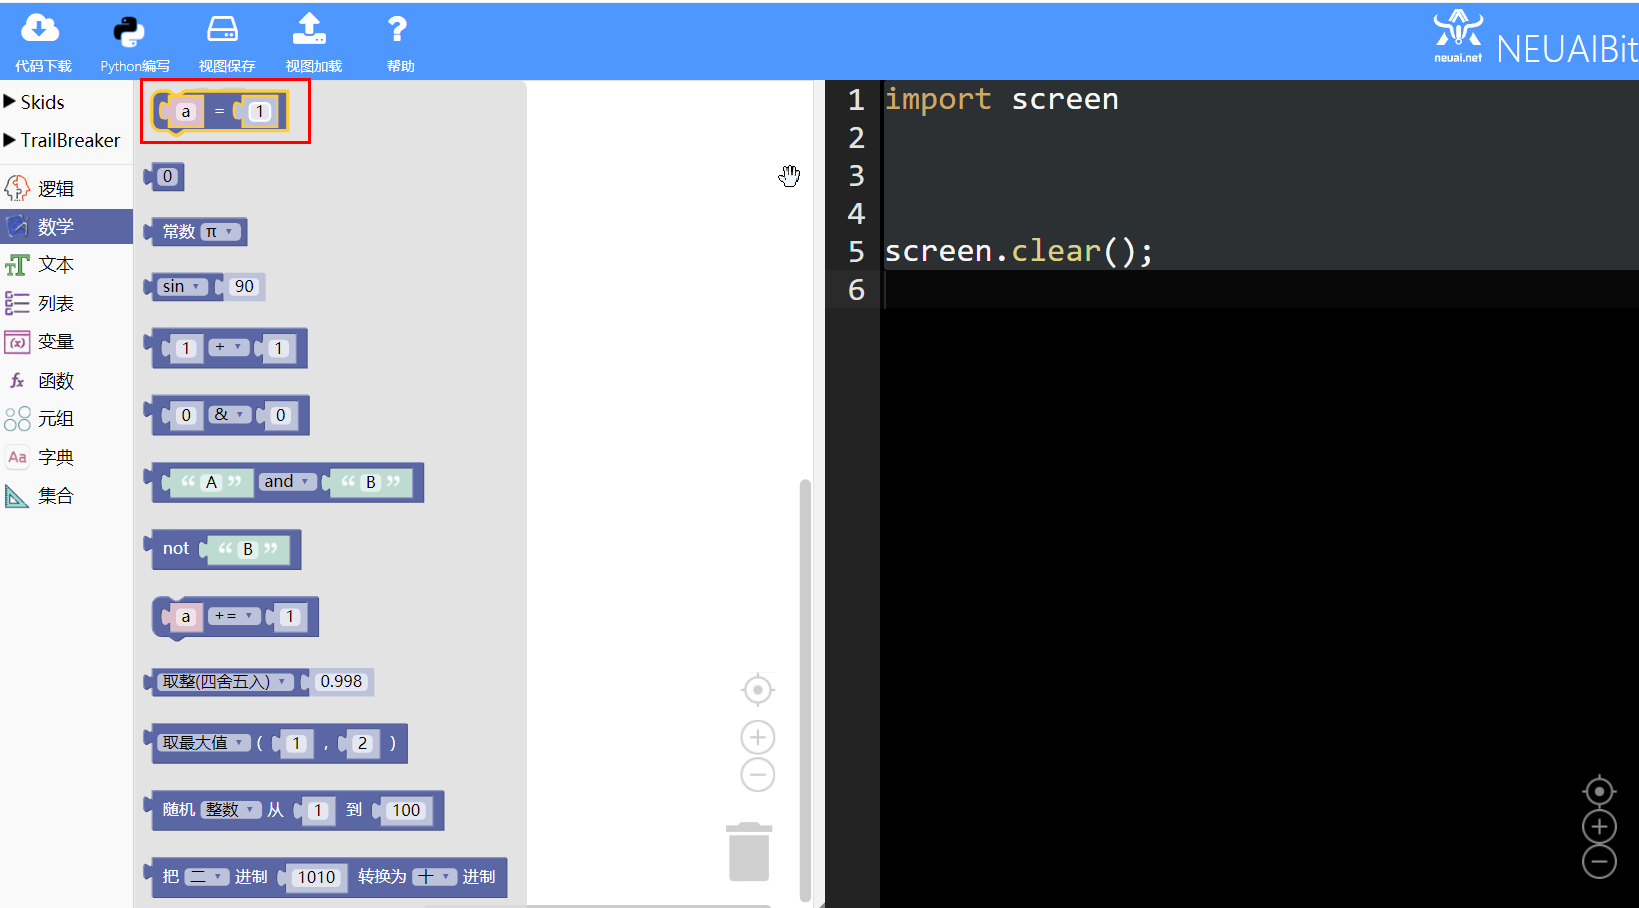 代码下载 Python编写 视图保存 视图加载 帮助
neuai.net NEUAIBit
Skids
TrailBreaker
逻辑
数学
文本
列表
变量
函数
元组
字典
集合
a = 1
0
常数 π
sin 90
1 + 1
0 & 0
“ A ” and “ B ”
not “ B ”
a += 1
取整(四舍五入) 0.998
取最大值 ( 1 , 2 )
随机 整数 从 1 到 100
把 二 进制 1010 转换为 十 进制
1 import screen
2
3
4
5 screen.clear();
6